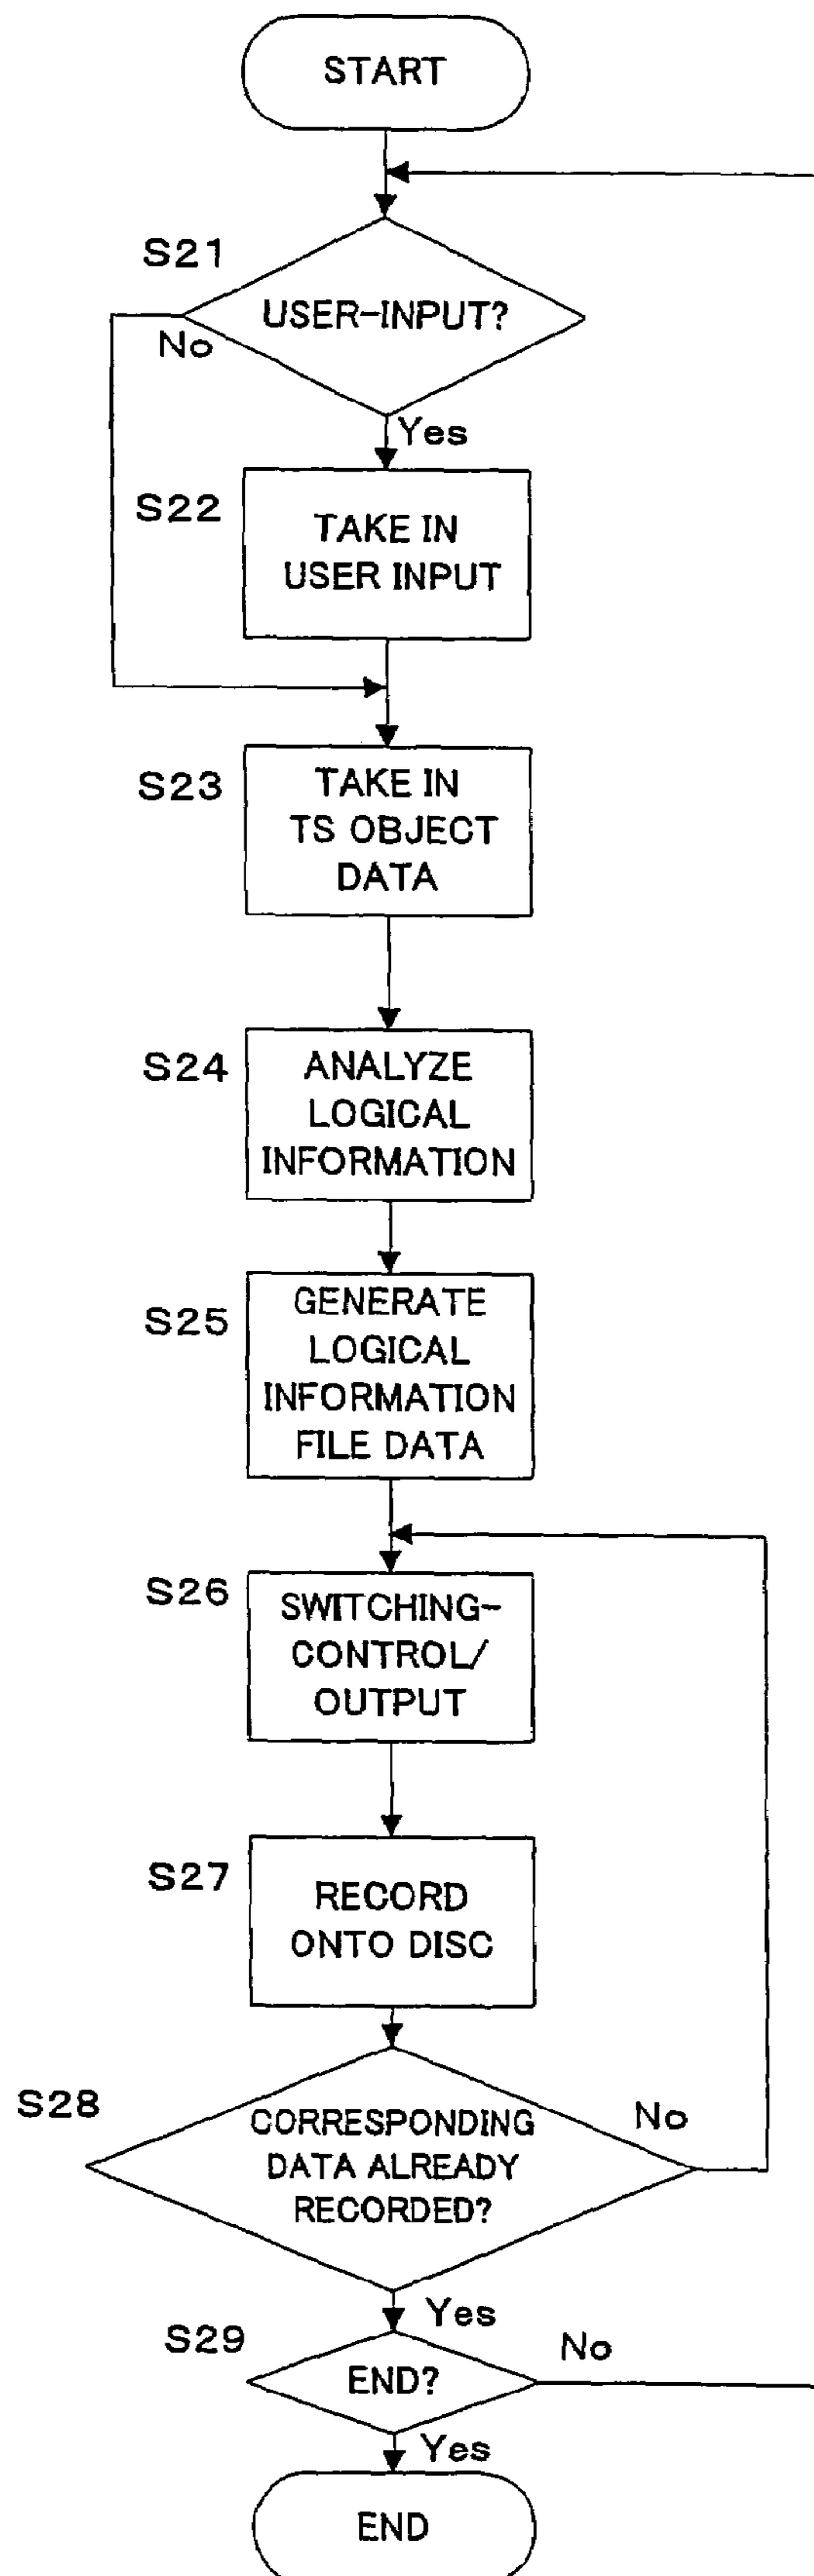 START
S21
USER-INPUT?
No
Yes
S22
TAKE IN
USER INPUT
S23
TAKE IN
TS OBJECT
DATA
S24
ANALYZE
LOGICAL
INFORMATION
S25
GENERATE
LOGICAL
INFORMATION
FILE DATA
S26
SWITCHING-
CONTROL/
OUTPUT
S27
RECORD
ONTO DISC
S28
CORRESPONDING
DATA ALREADY
RECORDED?
No
Yes
S29
END?
No
Yes
END